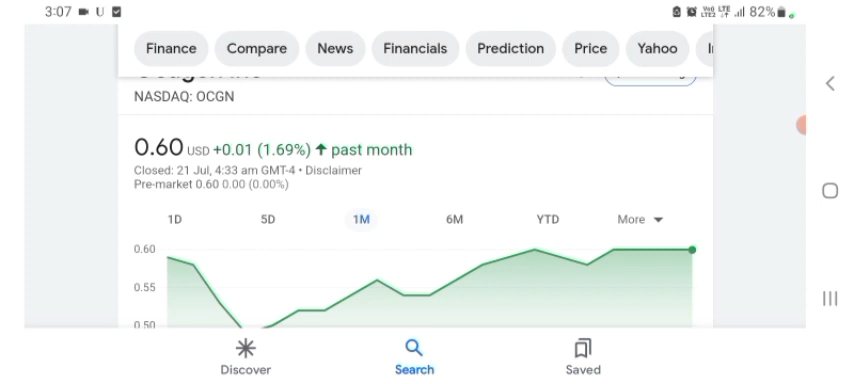 3:07 U 82%
Finance Compare News Financials Prediction Price Yahoo
NASDAQ: OCGN
0.60 USD +0.01 (1.69%) ↑ past month
Closed: 21 Jul, 4:33 am GMT-4 • Disclaimer
Pre-market 0.60 0.00 (0.00%)
1D 5D 1M 6M YTD More
0.60
0.55
0.50
Discover Search Saved